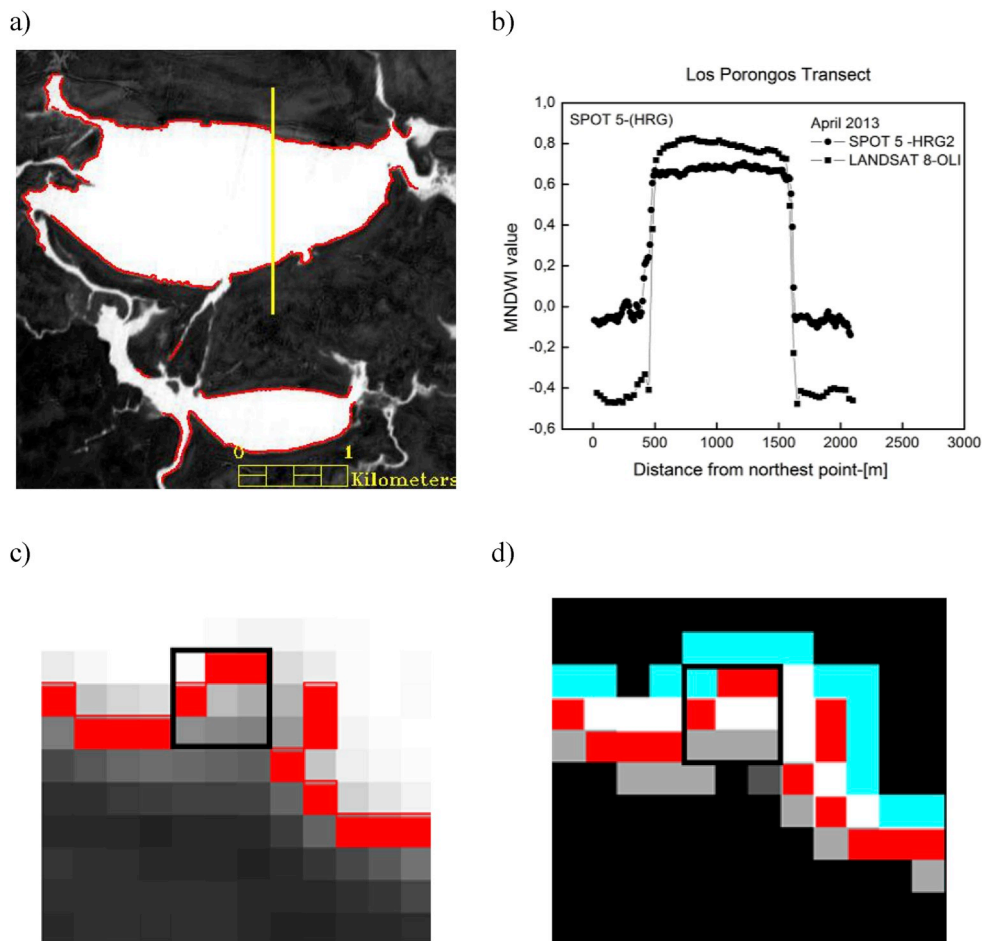 a)
0 1
Kilometers
b)
Los Porongos Transect
SPOT 5-(HRG)
April 2013
SPOT 5 -HRG2
LANDSAT 8-OLI
1,0
0,8
0,6
0,4
0,2
0,0
-0,2
-0,4
-0,6
MNDWI value
0 500 1000 1500 2000 2500 3000
Distance from northest point-[m]
c)
d)